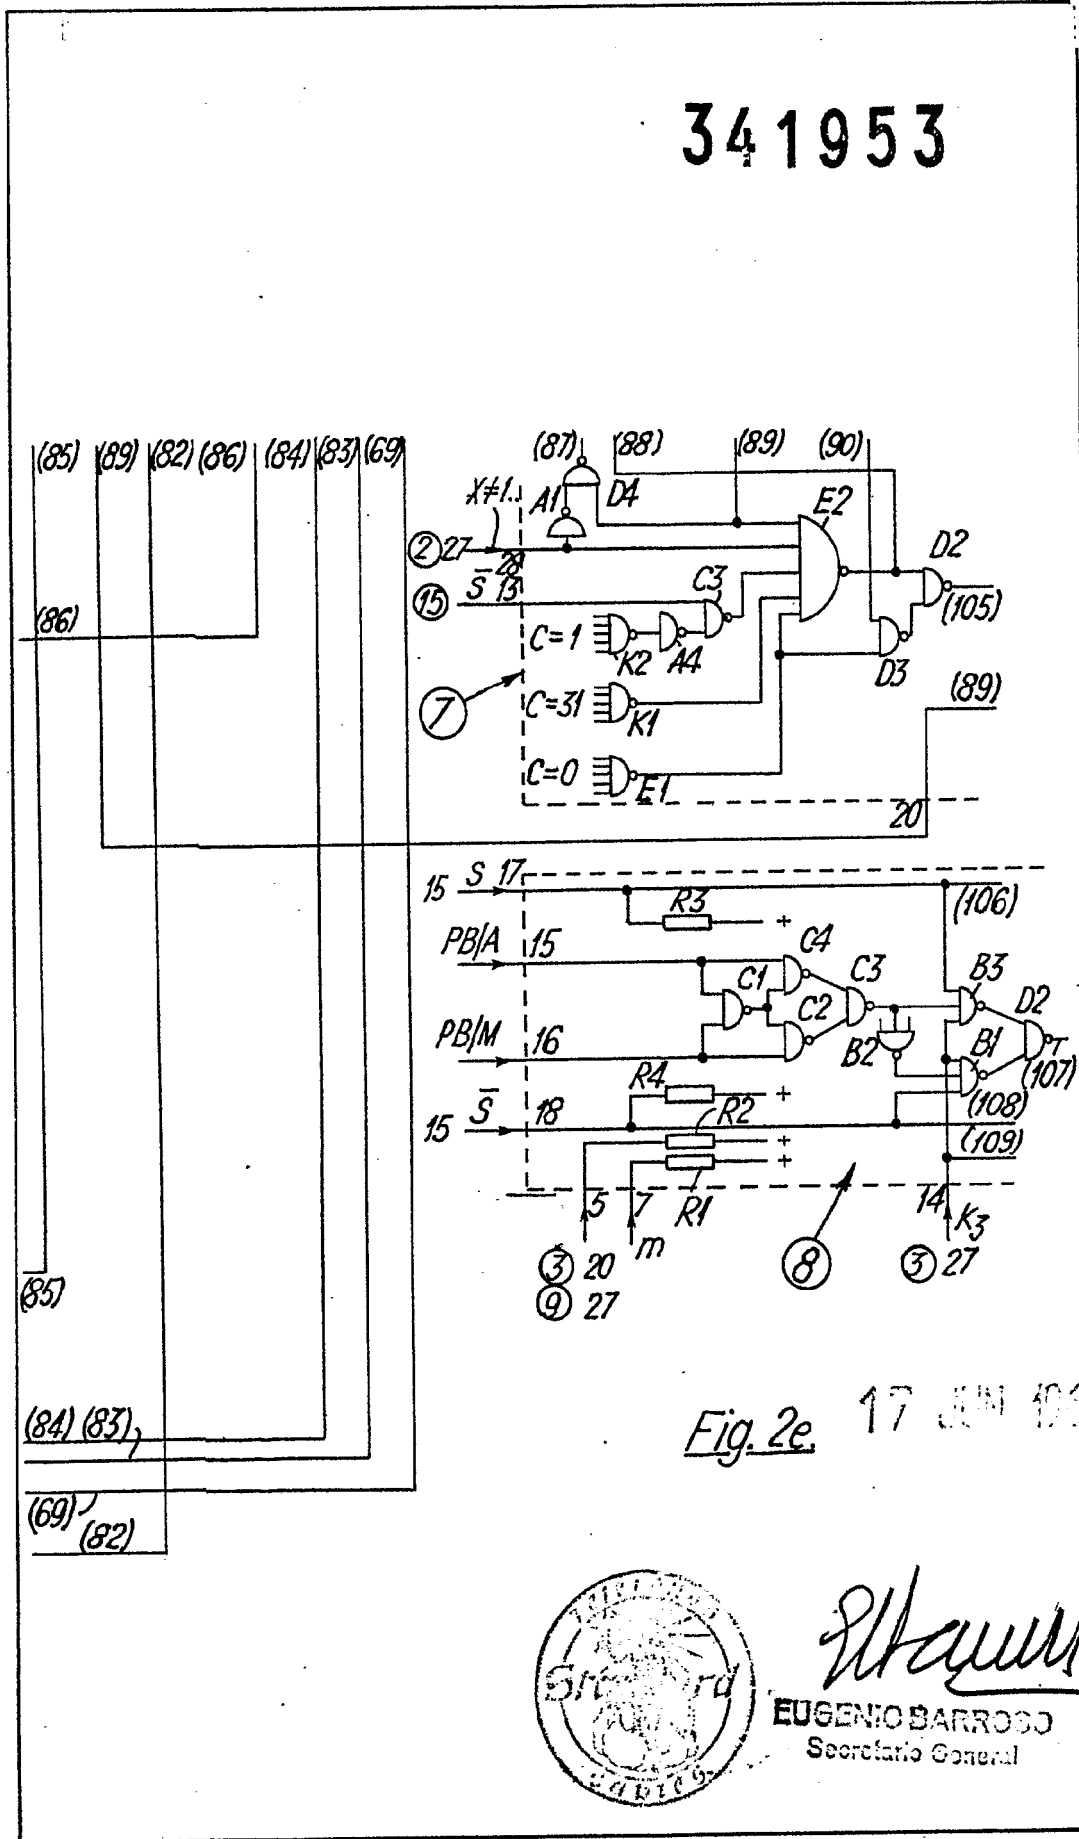 341953
(85) (89) (82) (86) (84) (83) (69)
(87) (88) (89) (90)
X≠1.. A1 D4 E2
② 27 28 D2
⑮ S̄ 13 C3
(105)
(86)
C=1 K2 A4 D3
⑦ C=31 K1 (89)
C=0 E1
20
15 S 17 (106)
R3 +
PB/A 15 C4 C3 B3
C1 D2
C2
PB/M 16 B2 B1
(107)
R4 +
15 S̄ 18 R2 (108)
+ (109)
+
5 7 R1 14 K3
m
③ 20 ⑧ ③ 27
⑨ 27
(85)
(84) (83)
Fig. 2e. 17 JUN
(69)
(82)
EUGENIO BARROSO
Secretario General